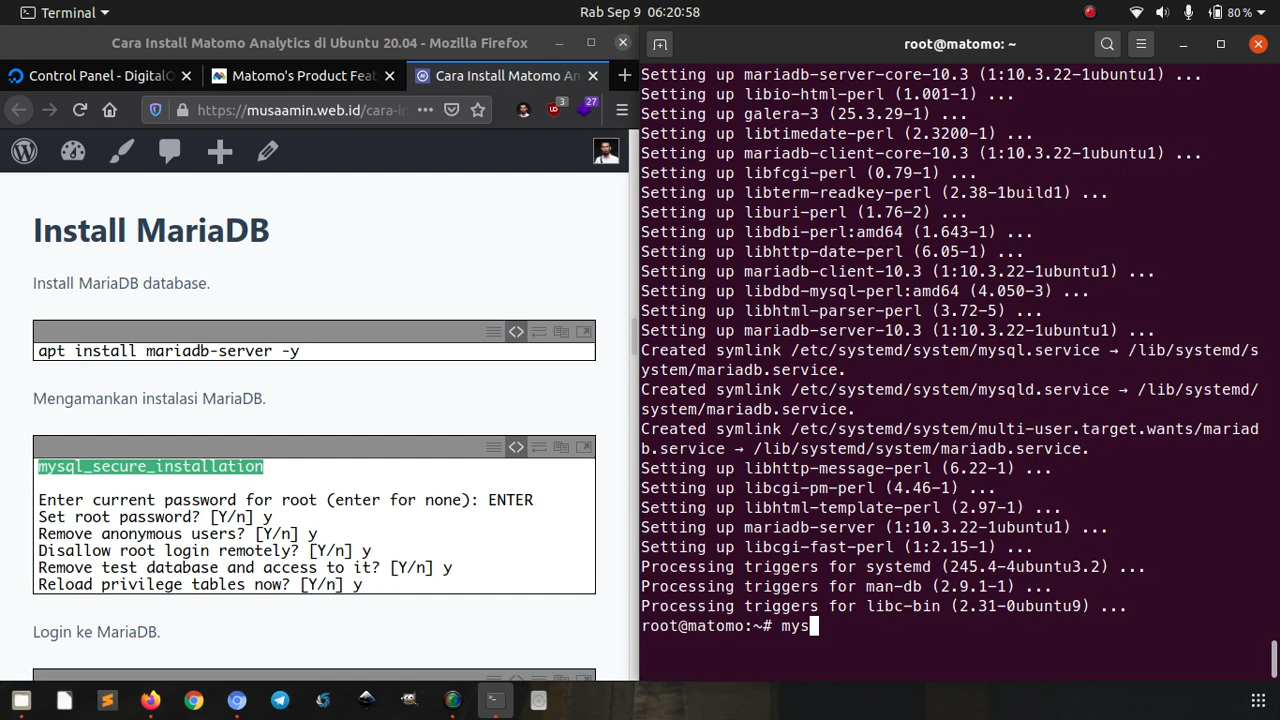 Terminal
Rab Sep 9 06:20:58
80 %
Cara Install Matomo Analytics di Ubuntu 20.04 - Mozilla Firefox
Control Panel - DigitalO
Matomo's Product Feat
Cara Install Matomo An
https://musaamin.web.id/cara-i
3
27
Install MariaDB
Install MariaDB database.
apt install mariadb-server -y
Mengamankan instalasi MariaDB.
mysql_secure_installation
Enter current password for root (enter for none): ENTER
Set root password? [Y/n] y
Remove anonymous users? [Y/n] y
Disallow root login remotely? [Y/n] y
Remove test database and access to it? [Y/n] y
Reload privilege tables now? [Y/n] y
Login ke MariaDB.
root@matomo: ~
Setting up mariadb-server-core-10.3 (1:10.3.22-1ubuntu1) ...
Setting up libio-html-perl (1.001-1) ...
Setting up galera-3 (25.3.29-1) ...
Setting up libtimedate-perl (2.3200-1) ...
Setting up mariadb-client-core-10.3 (1:10.3.22-1ubuntu1) ...
Setting up libfcgi-perl (0.79-1) ...
Setting up libterm-readkey-perl (2.38-1build1) ...
Setting up liburi-perl (1.76-2) ...
Setting up libdbi-perl:amd64 (1.643-1) ...
Setting up libhttp-date-perl (6.05-1) ...
Setting up mariadb-client-10.3 (1:10.3.22-1ubuntu1) ...
Setting up libdbd-mysql-perl:amd64 (4.050-3) ...
Setting up libhtml-parser-perl (3.72-5) ...
Setting up mariadb-server-10.3 (1:10.3.22-1ubuntu1) ...
Created symlink /etc/systemd/system/mysql.service → /lib/systemd/s
ystem/mariadb.service.
Created symlink /etc/systemd/system/mysqld.service → /lib/systemd/
system/mariadb.service.
Created symlink /etc/systemd/system/multi-user.target.wants/mariad
b.service → /lib/systemd/system/mariadb.service.
Setting up libhttp-message-perl (6.22-1) ...
Setting up libcgi-pm-perl (4.46-1) ...
Setting up libhtml-template-perl (2.97-1) ...
Setting up mariadb-server (1:10.3.22-1ubuntu1) ...
Setting up libcgi-fast-perl (1:2.15-1) ...
Processing triggers for systemd (245.4-4ubuntu3.2) ...
Processing triggers for man-db (2.9.1-1) ...
Processing triggers for libc-bin (2.31-0ubuntu9) ...
root@matomo:~# mys